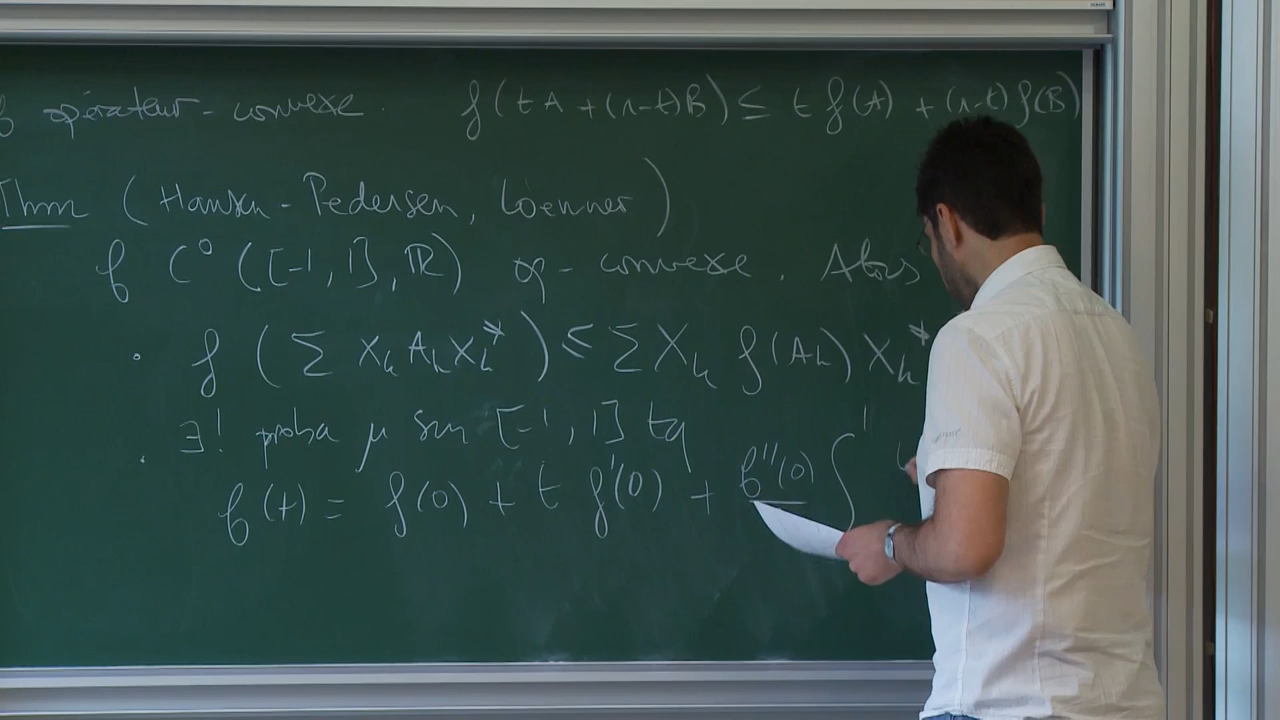 f opérateur-convexe. f(tA + (1-t)B) ≤ t f(A) + (1-t) f(B)
Thm (Hansen-Pedersen, Löwner)
f C⁰([-1,1], ℝ) op-convexe. Alors
• f(∑ Xₖ Aₖ Xₖ*) ≤ ∑ Xₖ f(Aₖ) Xₖ*
• ∃! proba μ sur [-1,1] tq
f(t) = f(0) + t f'(0) + f''(0) ∫ 1